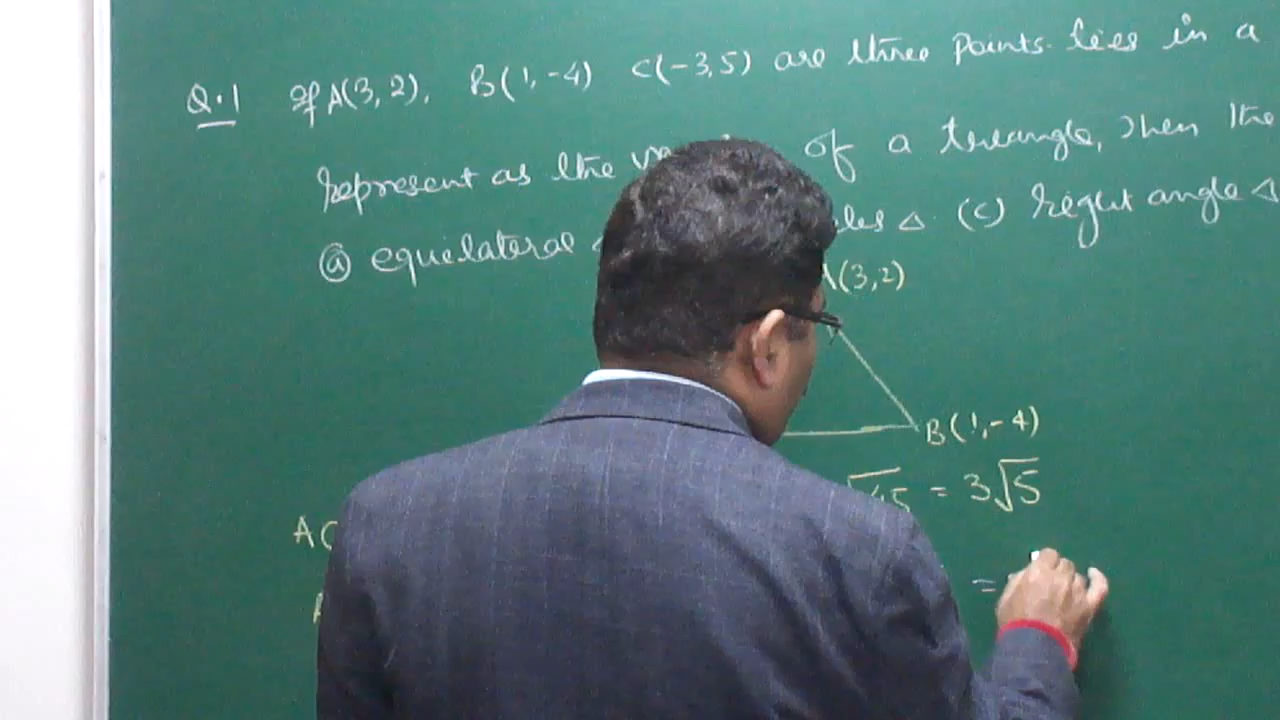 Q.1 If A(3,2), B(1,-4) C(-3,5) are three points lies in a
represent as the of a triangle, then the
(a) equilateral Δ (c) Right angle Δ
A(3,2)
B(1,-4)
√45 = 3√5
AC
=